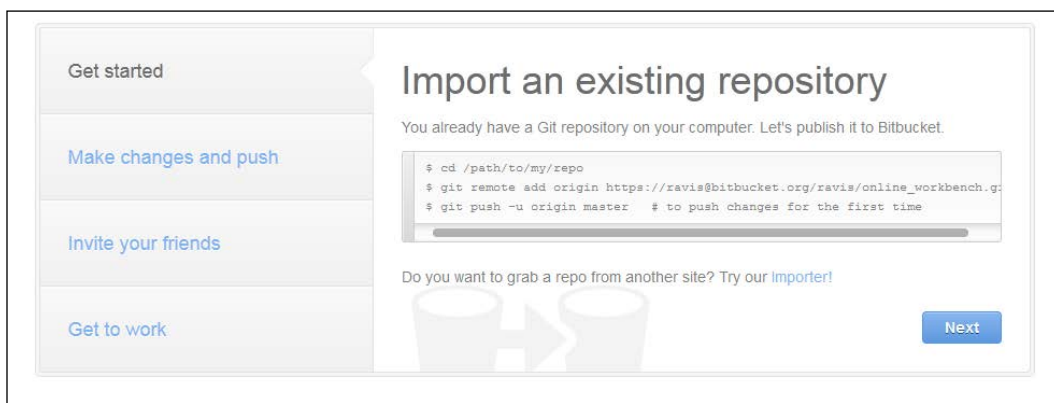 Get started
Make changes and push
Invite your friends
Get to work
Import an existing repository
You already have a Git repository on your computer. Let's publish it to Bitbucket.
$ cd /path/to/my/repo
$ git remote add origin https://ravis@bitbucket.org/ravis/online_workbench.gi
$ git push -u origin master # to push changes for the first time
Do you want to grab a repo from another site? Try our Importer!
Next